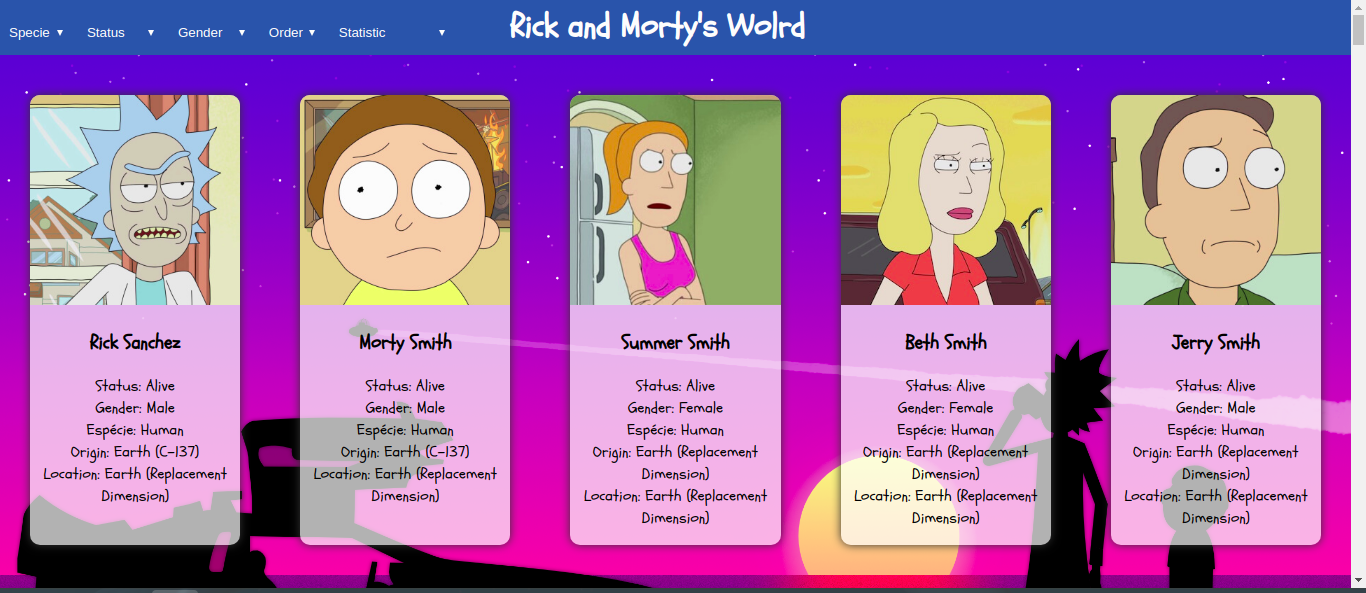 Specie ▼ Status ▼ Gender ▼ Order ▼ Statistic ▼
Rick and Morty's Wolrd
Rick Sanchez
Status: Alive
Gender: Male
Espécie: Human
Origin: Earth (C-137)
Location: Earth (Replacement
Dimension)
Morty Smith
Status: Alive
Gender: Male
Espécie: Human
Origin: Earth (C-137)
Location: Earth (Replacement
Dimension)
Summer Smith
Status: Alive
Gender: Female
Espécie: Human
Origin: Earth (Replacement
Dimension)
Location: Earth (Replacement
Dimension)
Beth Smith
Status: Alive
Gender: Female
Espécie: Human
Origin: Earth (Replacement
Dimension)
Location: Earth (Replacement
Dimension)
Jerry Smith
Status: Alive
Gender: Male
Espécie: Human
Origin: Earth (Replacement
Dimension)
Location: Earth (Replacement
Dimension)